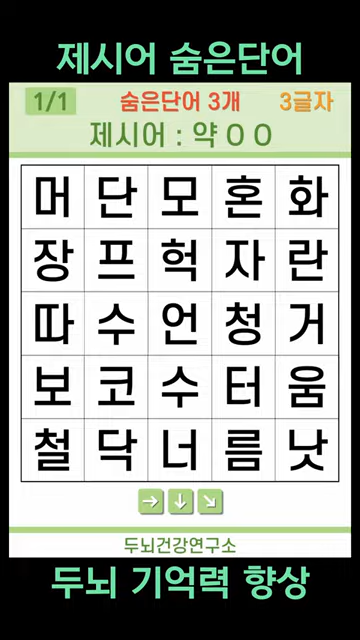 제시어 숨은단어
1/1 숨은단어 3개 3글자
제시어 : 약 O O
머 단 모 혼 화
장 프 헉 자 란
따 수 언 청 거
보 코 수 터 움
철 닥 너 름 낫
→ ↓ ↘
두뇌건강연구소
두뇌 기억력 향상